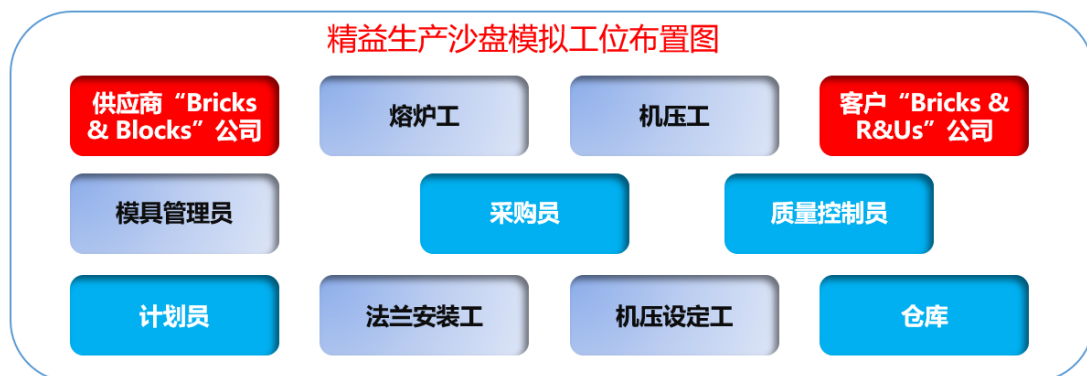 精益生产沙盘模拟工位布置图
供应商“Bricks
& Blocks”公司
熔炉工
机压工
客户“Bricks &
R&Us”公司
模具管理员
采购员
质量控制员
计划员
法兰安装工
机压设定工
仓库